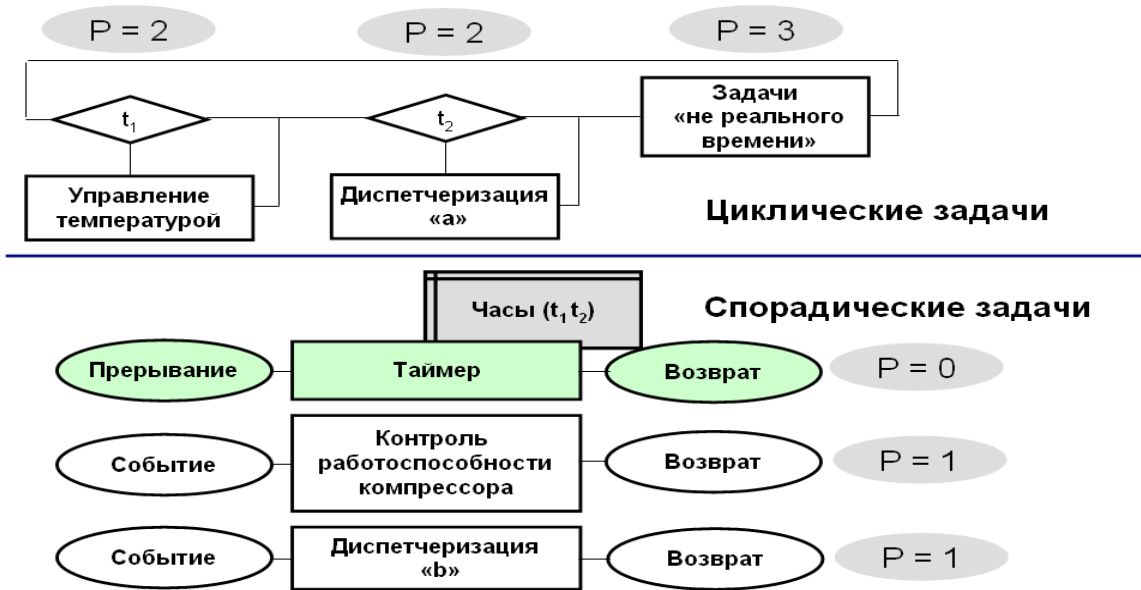 P = 2
P = 2
P = 3
t1
t2
Задачи
«не реального
времени»
Управление
температурой
Диспетчеризация
«a»
Циклические задачи
Часы (t1 t2)
Спорадические задачи
Прерывание
Таймер
Возврат
P = 0
Событие
Контроль
работоспособности
компрессора
Возврат
P = 1
Событие
Диспетчеризация
«b»
Возврат
P = 1